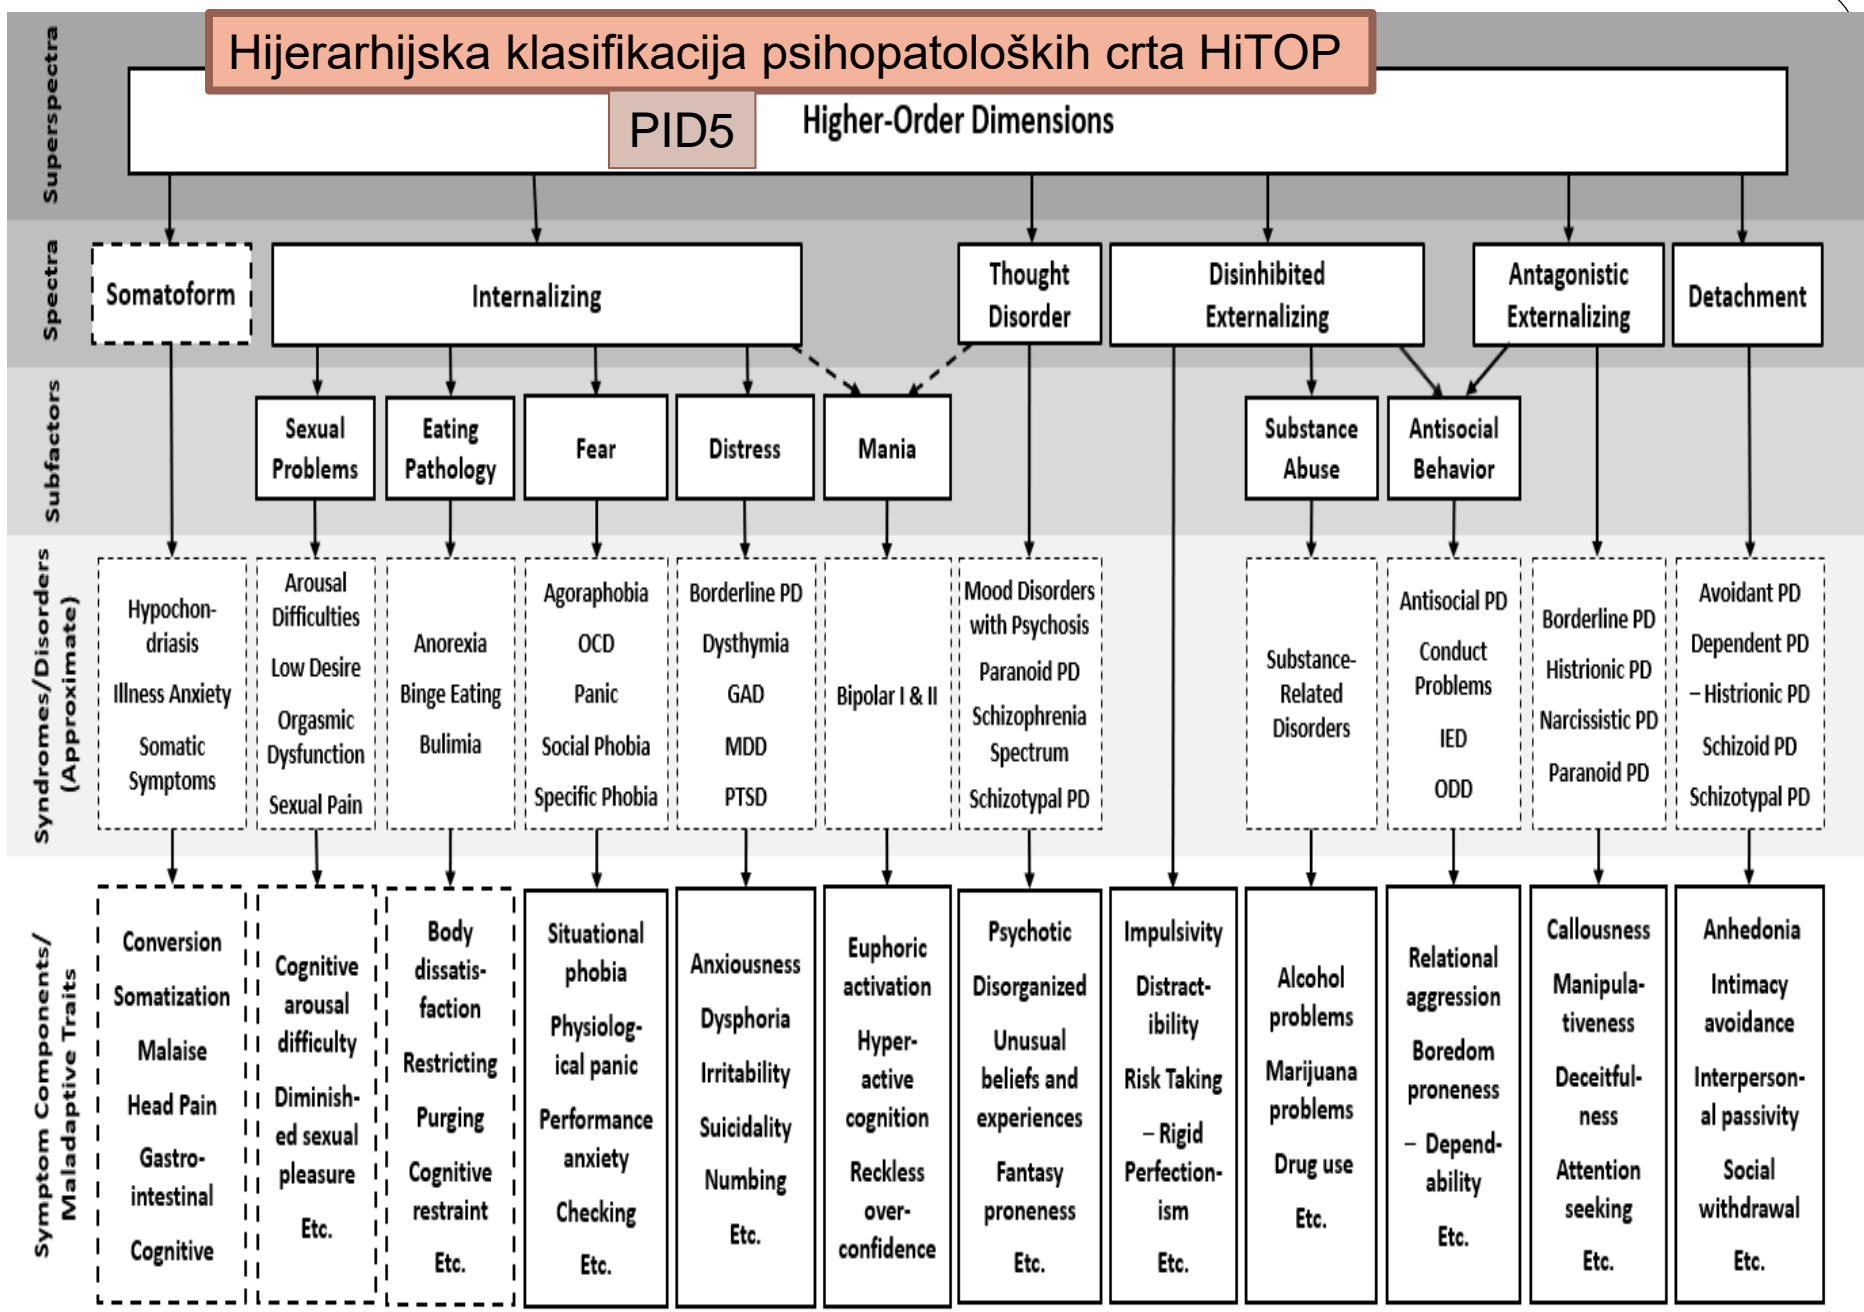 Hijerarhijska klasifikacija psihopatoloških crta HiTOP
PID5
Higher-Order Dimensions
Superspectra
Spectra
Somatoform
Internalizing
Thought
Disorder
Disinhibited
Externalizing
Antagonistic
Externalizing
Detachment
Subfactors
Sexual
Problems
Eating
Pathology
Fear
Distress
Mania
Substance
Abuse
Antisocial
Behavior
Syndromes/Disorders
(Approximate)
Hypochon-
driasis
Illness Anxiety
Somatic
Symptoms
Arousal
Difficulties
Low Desire
Orgasmic
Dysfunction
Sexual Pain
Anorexia
Binge Eating
Bulimia
Agoraphobia
OCD
Panic
Social Phobia
Specific Phobia
Borderline PD
Dysthymia
GAD
MDD
PTSD
Bipolar I & II
Mood Disorders
with Psychosis
Paranoid PD
Schizophrenia
Spectrum
Schizotypal PD
Substance-
Related
Disorders
Antisocial PD
Conduct
Problems
IED
ODD
Borderline PD
Histrionic PD
Narcissistic PD
Paranoid PD
Avoidant PD
Dependent PD
– Histrionic PD
Schizoid PD
Schizotypal PD
Symptom Components/
Maladaptive Traits
Conversion
Somatization
Malaise
Head Pain
Gastro-
intestinal
Cognitive
Cognitive
arousal
difficulty
Diminish-
ed sexual
pleasure
Etc.
Body
dissatis-
faction
Restricting
Purging
Cognitive
restraint
Etc.
Situational
phobia
Physiolog-
ical panic
Performance
anxiety
Checking
Etc.
Anxiousness
Dysphoria
Irritability
Suicidality
Numbing
Etc.
Euphoric
activation
Hyper-
active
cognition
Reckless
over-
confidence
Psychotic
Disorganized
Unusual
beliefs and
experiences
Fantasy
proneness
Etc.
Impulsivity
Distract-
ibility
Risk Taking
– Rigid
Perfection-
ism
Etc.
Alcohol
problems
Marijuana
problems
Drug use
Etc.
Relational
aggression
Boredom
proneness
– Depend-
ability
Etc.
Callousness
Manipula-
tiveness
Deceitful-
ness
Attention
seeking
Etc.
Anhedonia
Intimacy
avoidance
Interperson-
al passivity
Social
withdrawal
Etc.